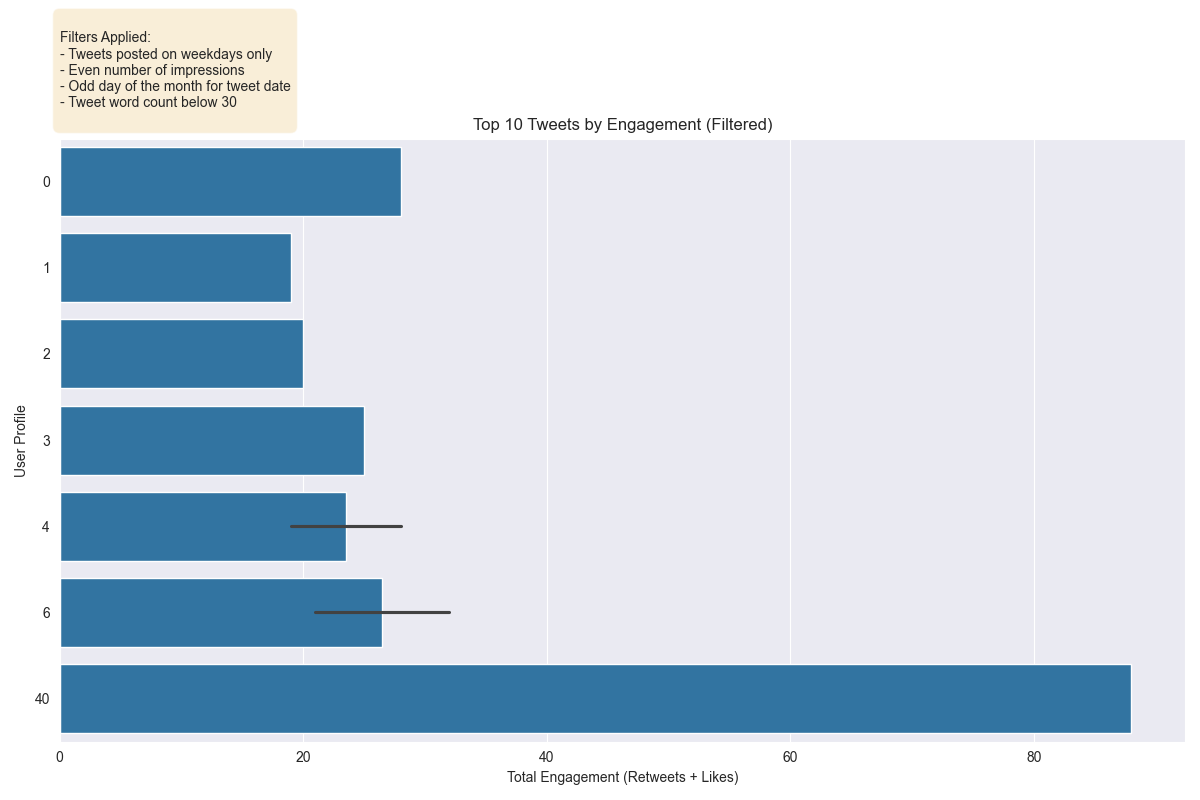 Filters Applied:
- Tweets posted on weekdays only
- Even number of impressions
- Odd day of the month for tweet date
- Tweet word count below 30
Top 10 Tweets by Engagement (Filtered)
User Profile
0
1
2
3
4
6
40
0 20 40 60 80
Total Engagement (Retweets + Likes)